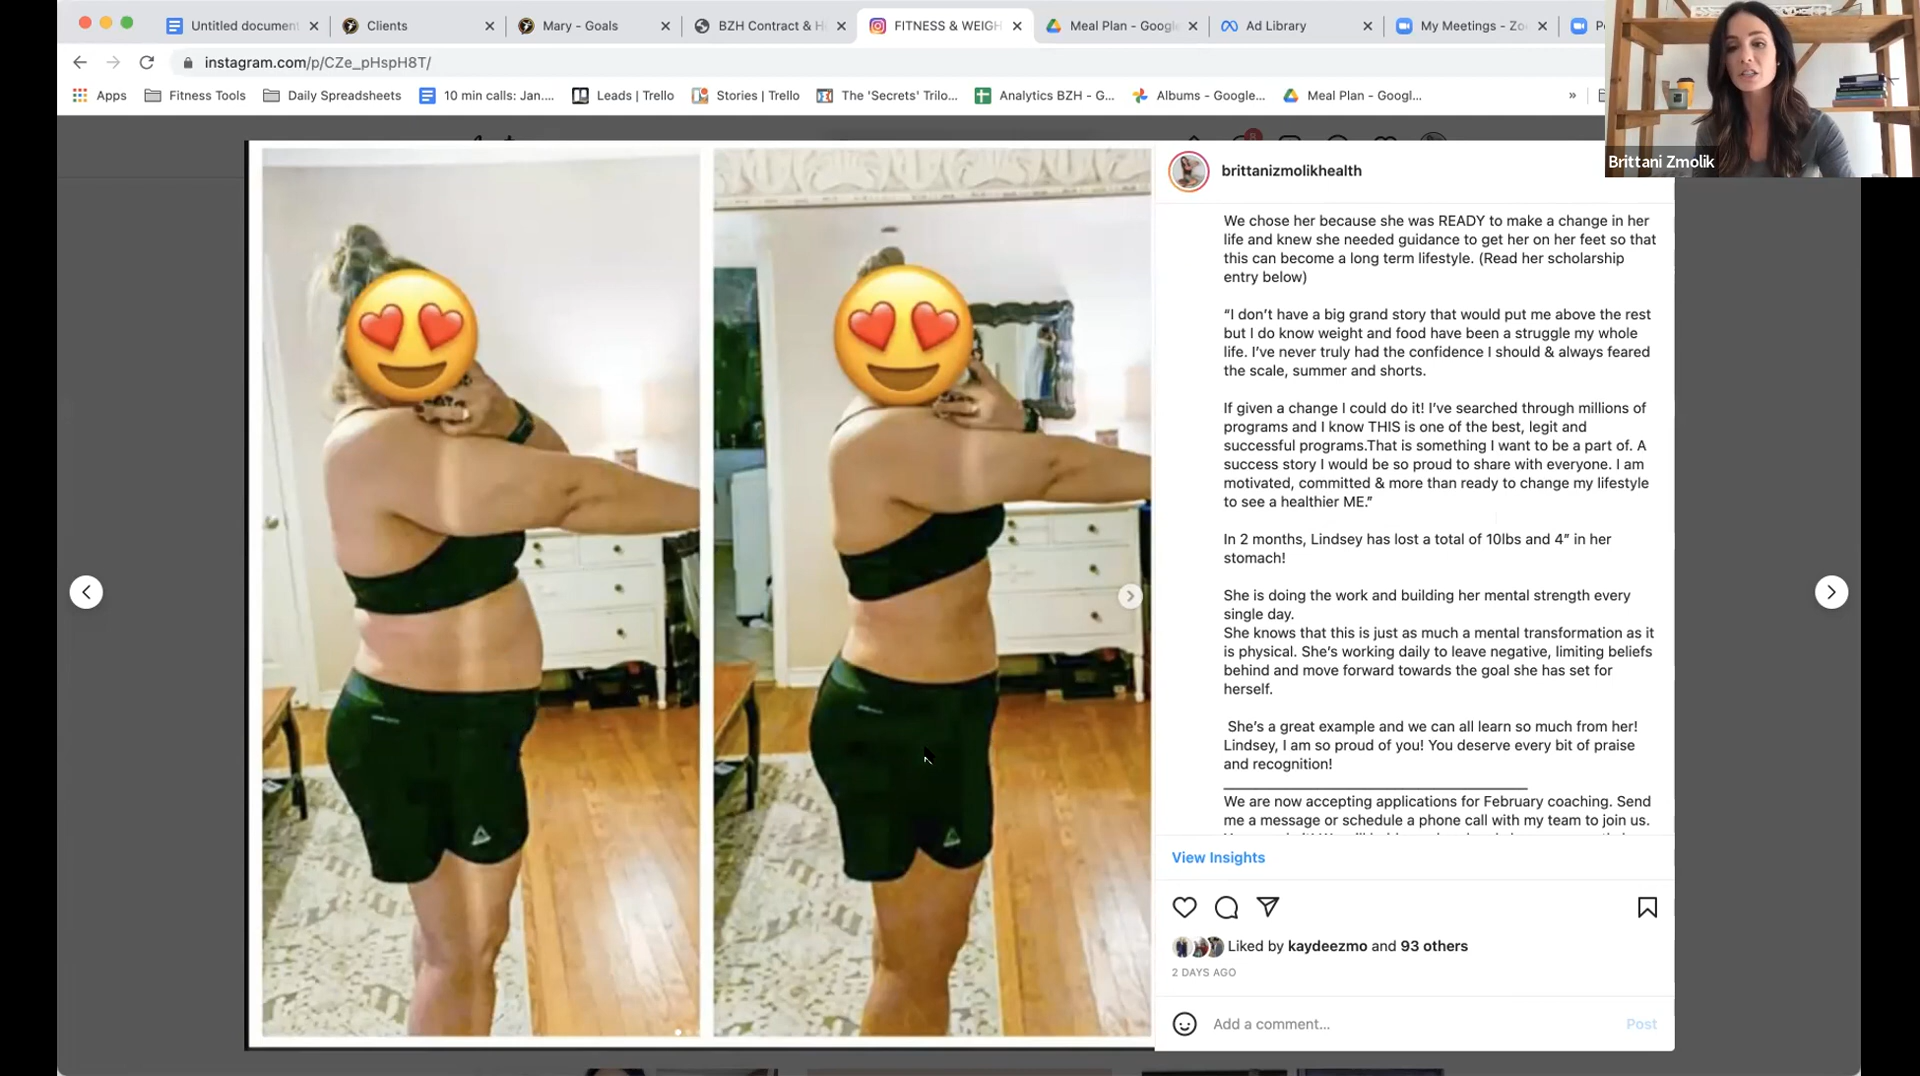 Untitled document
Clients
Mary - Goals
BZH Contract & H
FITNESS & WEIGH
Meal Plan - Google
Ad Library
My Meetings - Zo
instagram.com/p/CZe_pHspH8T/
Apps
Fitness Tools
Daily Spreadsheets
10 min calls: Jan....
Leads | Trello
Stories | Trello
The 'Secrets' Trilo...
Analytics BZH - G...
Albums - Google...
Meal Plan - Googl...
»
Brittani Zmolik
8
brittanizmolikhealth
We chose her because she was READY to make a change in her
life and knew she needed guidance to get her on her feet so that
this can become a long term lifestyle. (Read her scholarship
entry below)
“I don’t have a big grand story that would put me above the rest
but I do know weight and food have been a struggle my whole
life. I’ve never truly had the confidence I should & always feared
the scale, summer and shorts.
If given a change I could do it! I’ve searched through millions of
programs and I know THIS is one of the best, legit and
successful programs.That is something I want to be a part of. A
success story I would be so proud to share with everyone. I am
motivated, committed & more than ready to change my lifestyle
to see a healthier ME.”
In 2 months, Lindsey has lost a total of 10lbs and 4” in her
stomach!
She is doing the work and building her mental strength every
single day.
She knows that this is just as much a mental transformation as it
is physical. She’s working daily to leave negative, limiting beliefs
behind and move forward towards the goal she has set for
herself.
She’s a great example and we can all learn so much from her!
Lindsey, I am so proud of you! You deserve every bit of praise
and recognition!
We are now accepting applications for February coaching. Send
me a message or schedule a phone call with my team to join us.
View Insights
Liked by kaydeezmo and 93 others
2 DAYS AGO
Add a comment...
Post